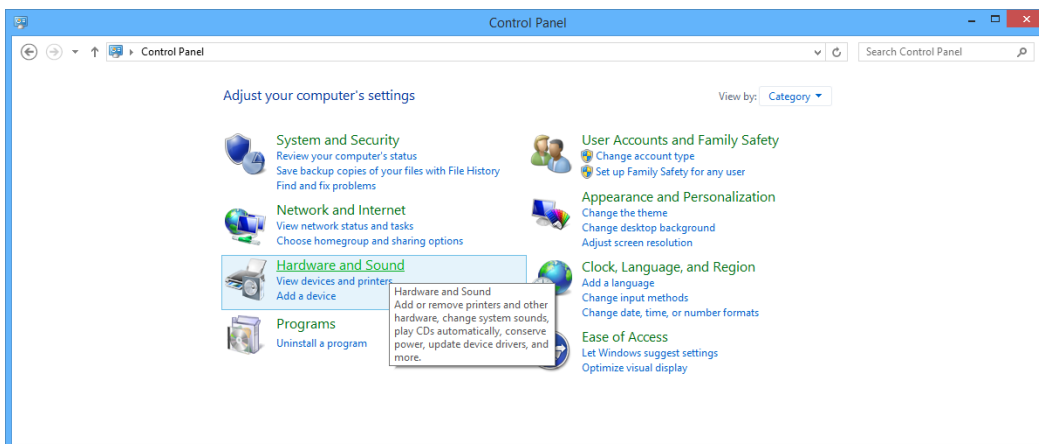 Control Panel
Control Panel
Search Control Panel
Adjust your computer's settings
View by: Category
System and Security
Review your computer's status
Save backup copies of your files with File History
Find and fix problems
Network and Internet
View network status and tasks
Choose homegroup and sharing options
Hardware and Sound
View devices and printers
Add a device
Hardware and Sound
Add or remove printers and other
hardware, change system sounds,
play CDs automatically, conserve
power, update device drivers, and
more.
Programs
Uninstall a program
User Accounts and Family Safety
Change account type
Set up Family Safety for any user
Appearance and Personalization
Change the theme
Change desktop background
Adjust screen resolution
Clock, Language, and Region
Add a language
Change input methods
Change date, time, or number formats
Ease of Access
Let Windows suggest settings
Optimize visual display